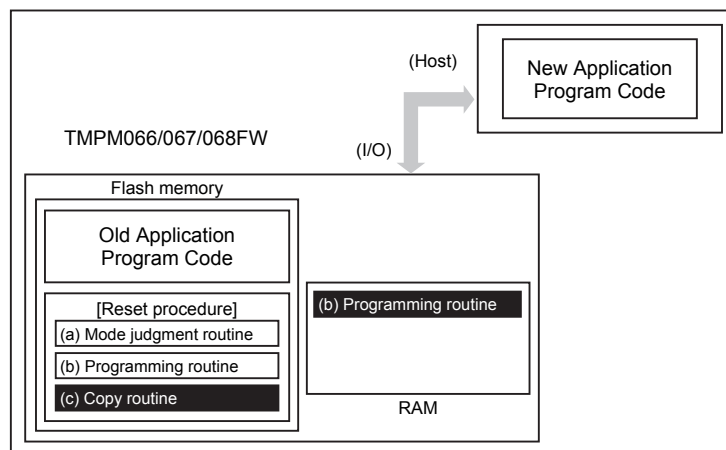 (Host)
New Application
Program Code
TMPM066/067/068FW
(I/O)
Flash memory
Old Application
Program Code
[Reset procedure]
(a) Mode judgment routine
(b) Programming routine
(c) Copy routine
(b) Programming routine
RAM